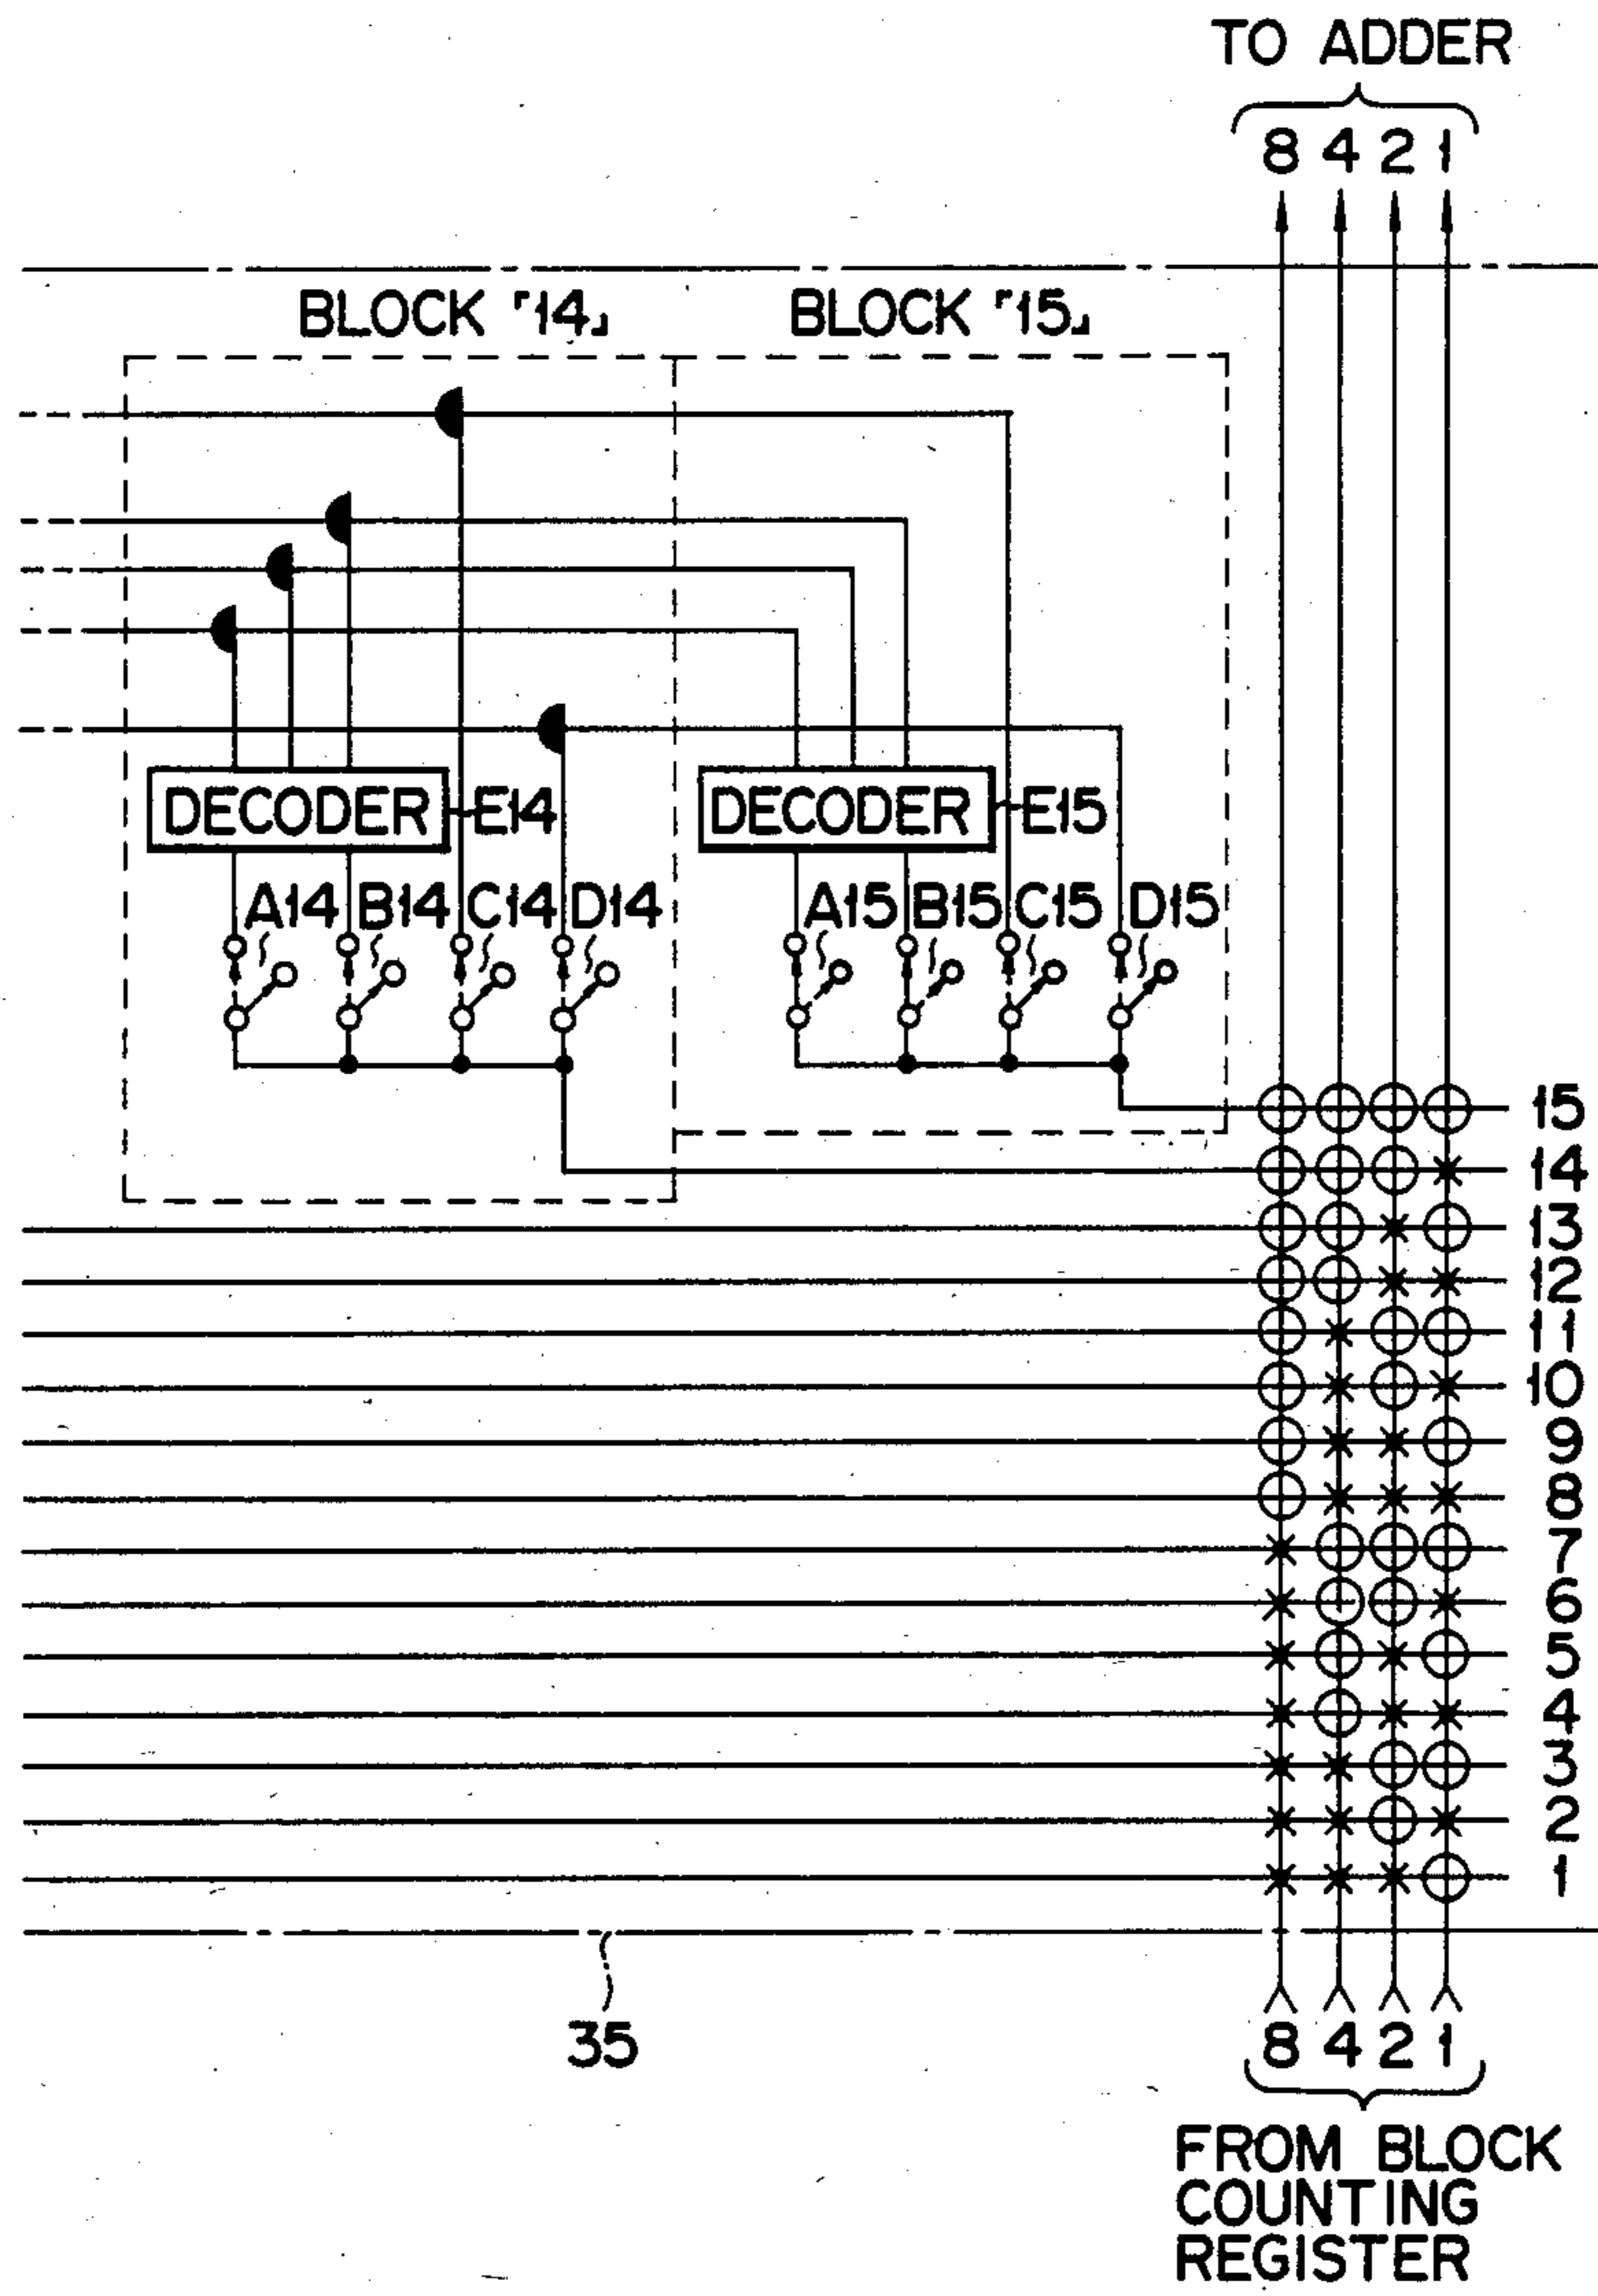 TO ADDER
8 4 2 1
BLOCK「14」 BLOCK「15」
DECODER E14 DECODER E15
A14 B14 C14 D14 A15 B15 C15 D15
15
14
13
12
11
10
9
8
7
6
5
4
3
2
1
35
8 4 2 1
FROM BLOCK
COUNTING
REGISTER